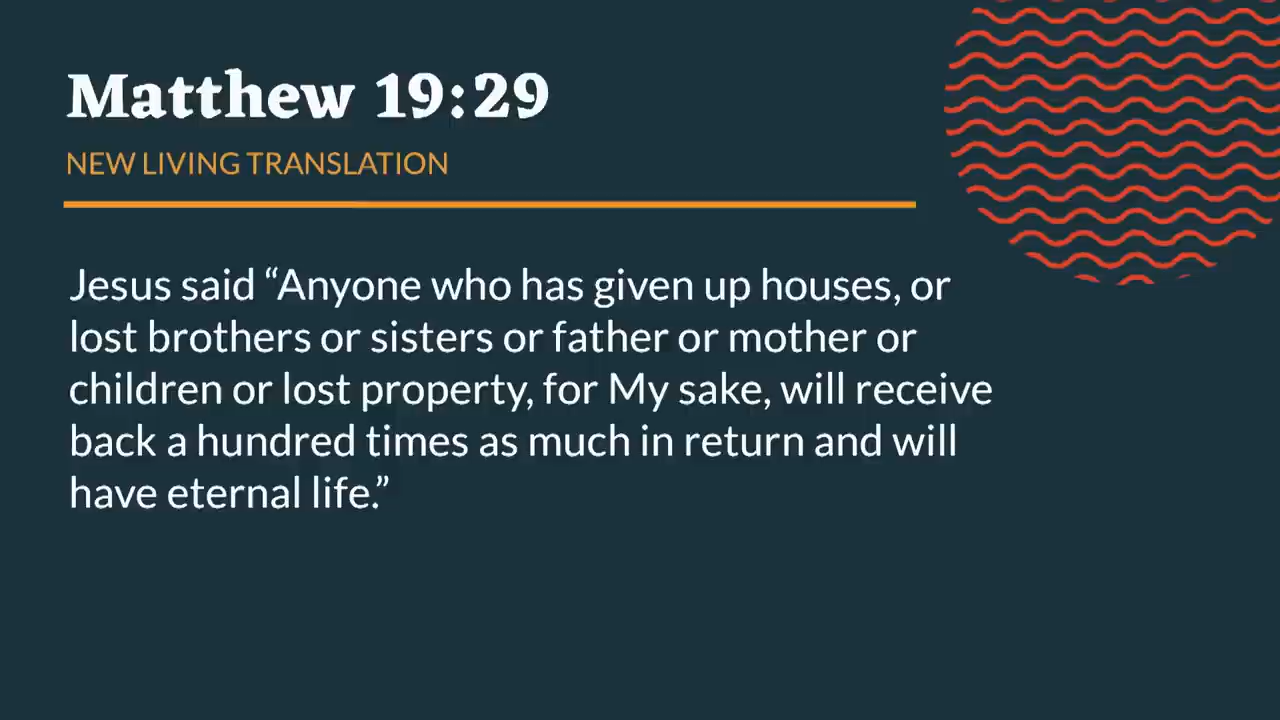 Matthew 19:29
NEW LIVING TRANSLATION
Jesus said “Anyone who has given up houses, or
lost brothers or sisters or father or mother or
children or lost property, for My sake, will receive
back a hundred times as much in return and will
have eternal life.”